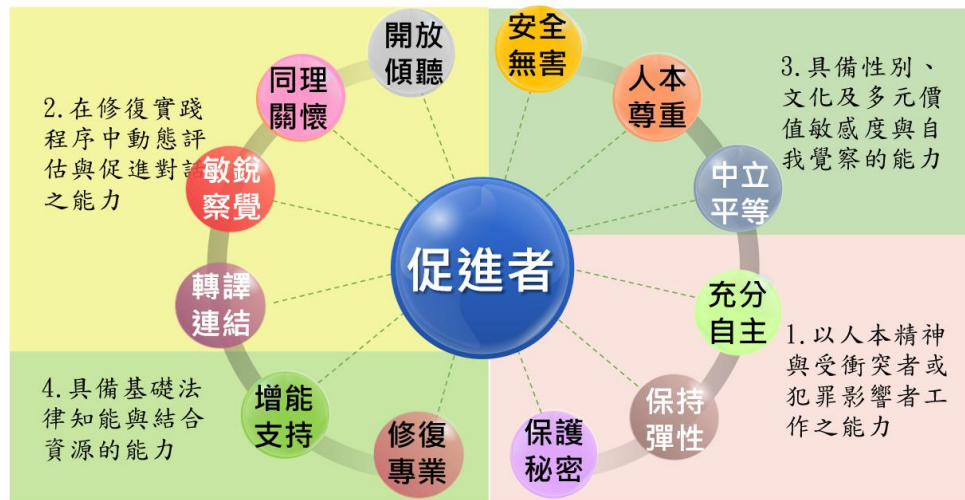 開放
傾聽
安全
無害
同理
關懷
人本
尊重
2.在修復實踐
程序中動態評
估與促進對話
之能力
3.具備性別、
文化及多元價
值敏感度與自
我覺察的能力
敏銳
察覺
中立
平等
促進者
轉譯
連結
充分
自主
1.以人本精神
與受衝突者或
犯罪影響者工
作之能力
4.具備基礎法
律知能與結合
資源的能力
增能
支持
保持
彈性
修復
專業
保護
秘密